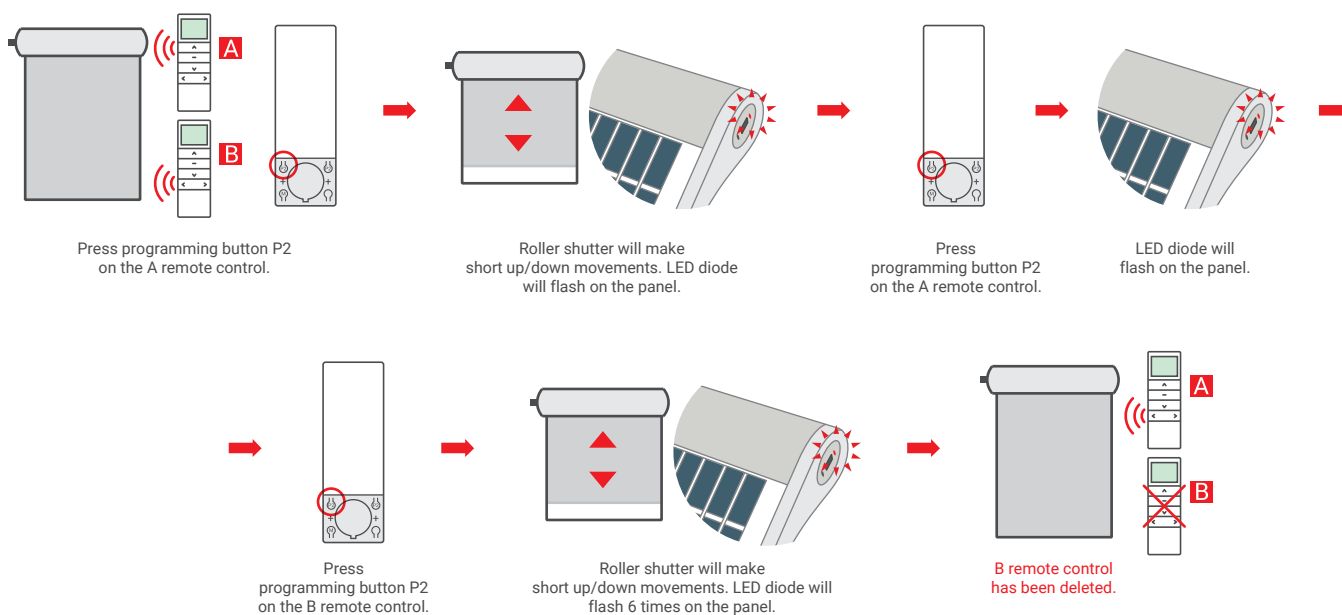 A
B
Press programming button P2
on the A remote control.
Roller shutter will make
short up/down movements. LED diode
will flash on the panel.
Press
programming button P2
on the A remote control.
LED diode will
flash on the panel.
Press
programming button P2
on the B remote control.
Roller shutter will make
short up/down movements. LED diode will
flash 6 times on the panel.
A
B
B remote control
has been deleted.